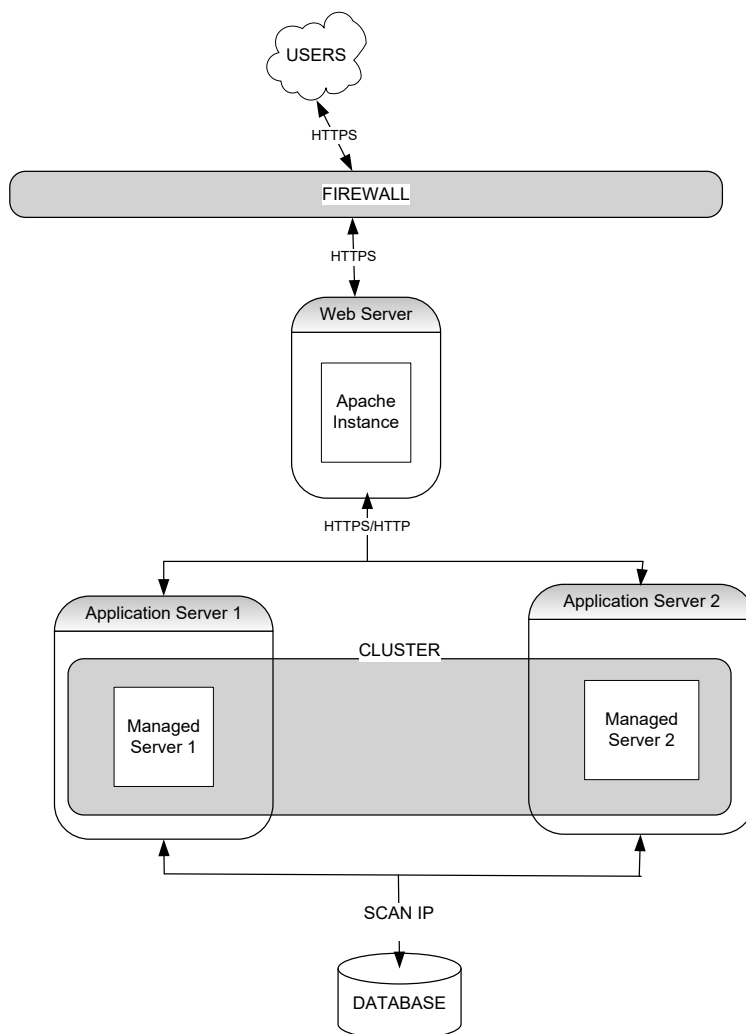 USERS
HTTPS
FIREWALL
HTTPS
Web Server
Apache
Instance
HTTPS/HTTP
Application Server 1
Application Server 2
CLUSTER
Managed
Server 1
Managed
Server 2
SCAN IP
DATABASE